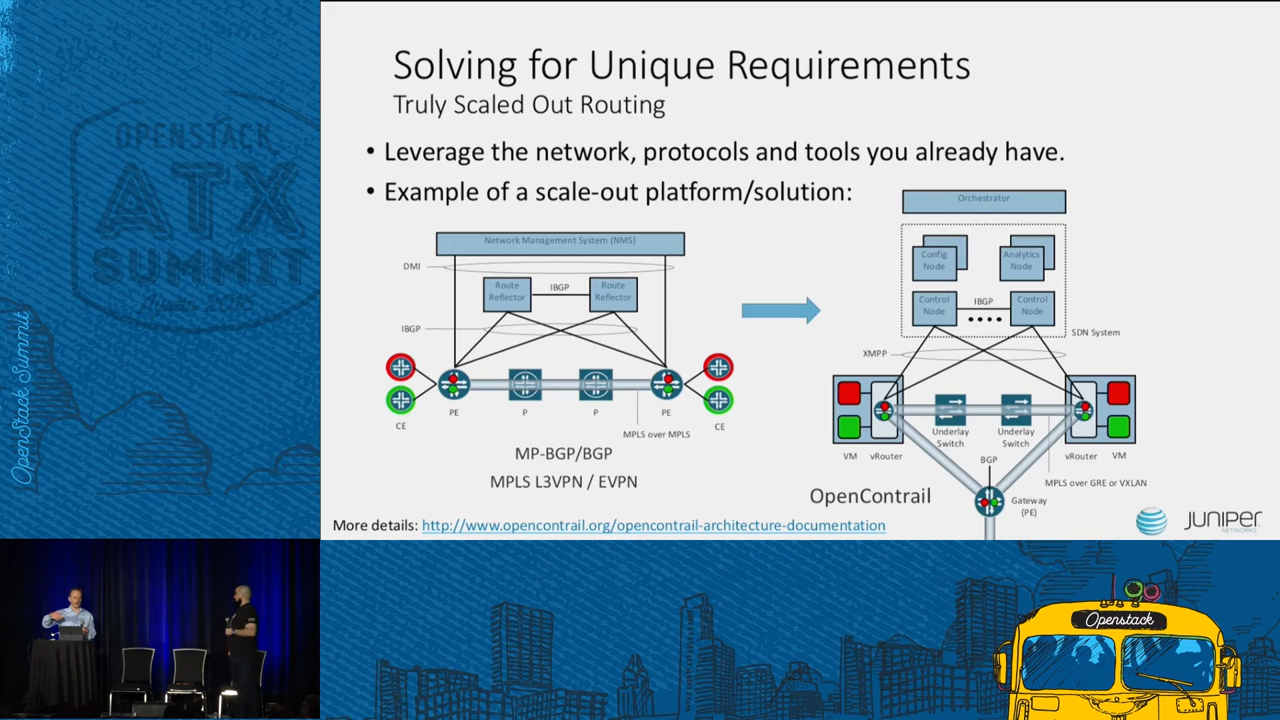 Solving for Unique Requirements
Truly Scaled Out Routing
• Leverage the network, protocols and tools you already have.
• Example of a scale-out platform/solution:
Network Management System (NMS)
DMI
Route
Reflector
IBGP
Route
Reflector
IBGP
PE
P
P
PE
CE
CE
MPLS over MPLS
MP-BGP/BGP
MPLS L3VPN / EVPN
Orchestrator
Config
Node
Analytics
Node
Control
Node
IBGP
Control
Node
SDN System
XMPP
Underlay
Switch
Underlay
Switch
VM
vRouter
vRouter
VM
BGP
MPLS over GRE or VXLAN
Gateway
(PE)
OpenContrail
More details: http://www.opencontrail.org/opencontrail-architecture-documentation
JUNIPER
NETWORKS
OPENSTACK
ATX
SUMMIT
OpenStack Summit
Openstack